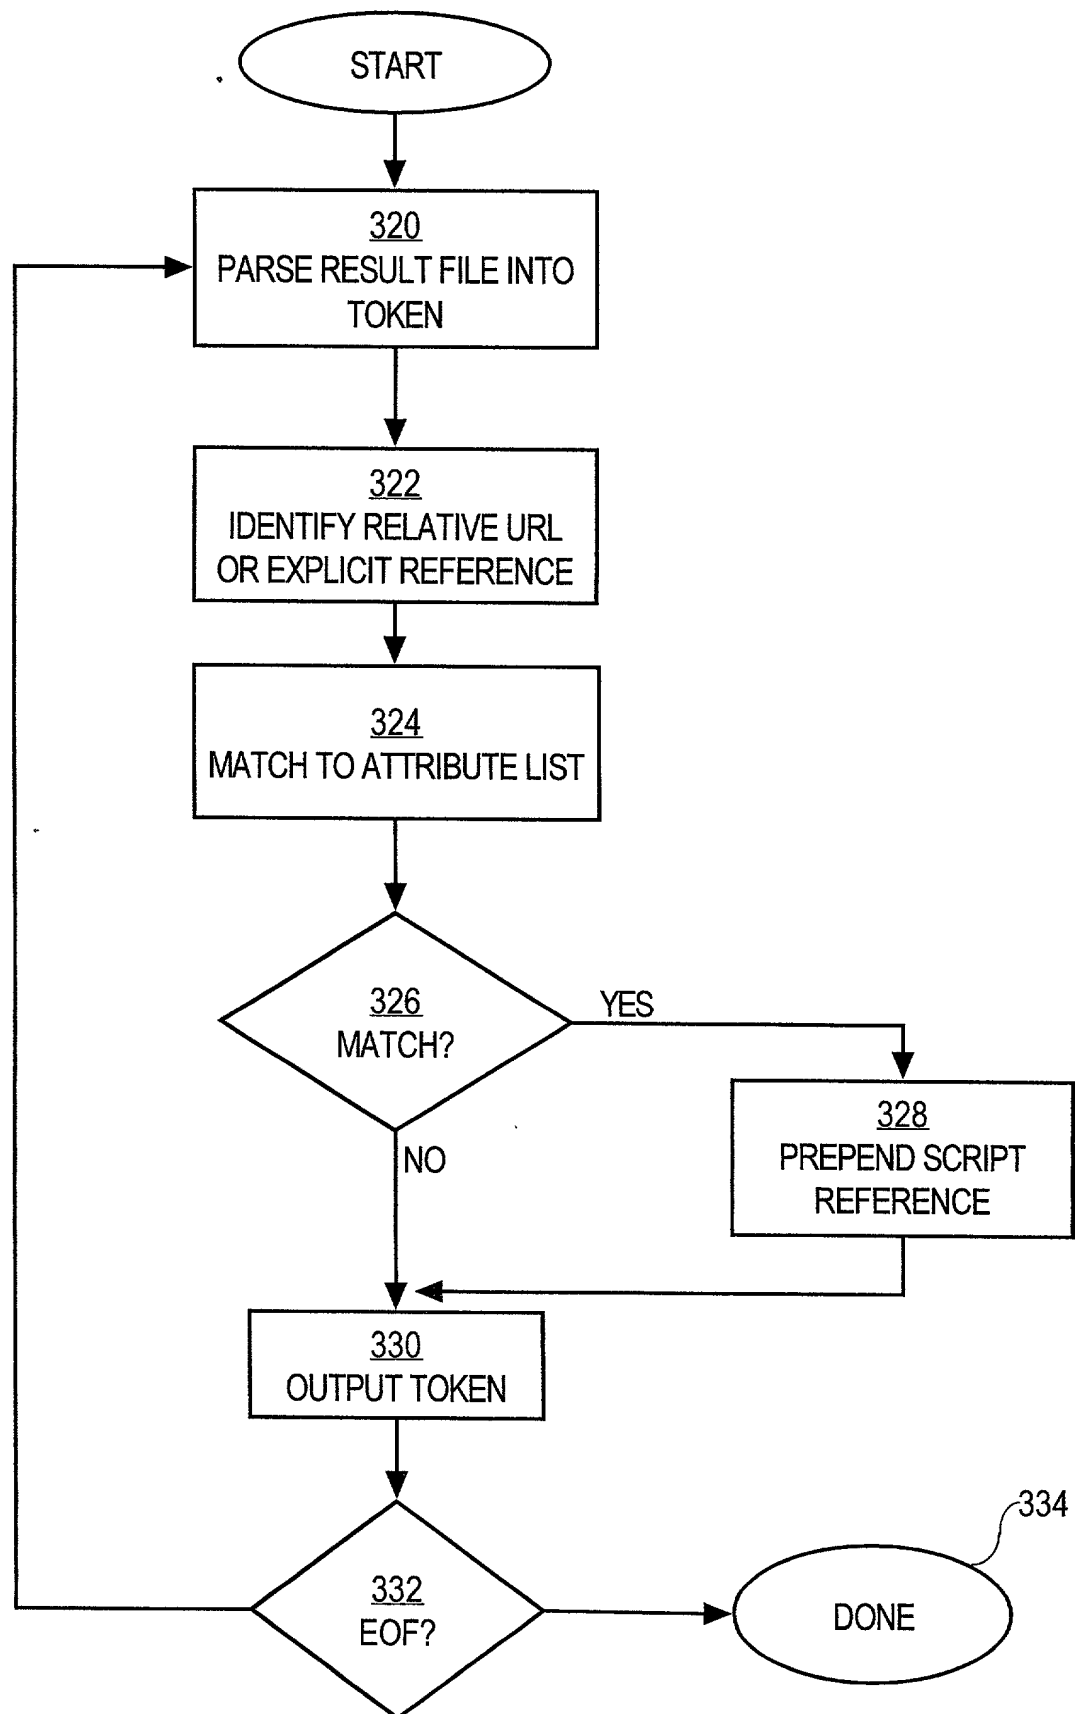 START
320
PARSE RESULT FILE INTO
TOKEN
322
IDENTIFY RELATIVE URL
OR EXPLICIT REFERENCE
324
MATCH TO ATTRIBUTE LIST
326
MATCH?
YES
328
PREPEND SCRIPT
REFERENCE
NO
330
OUTPUT TOKEN
334
332
EOF?
DONE